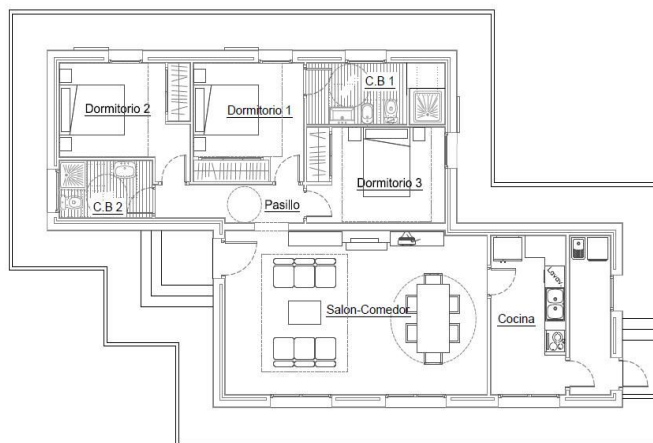 C.B 1
Dormitorio 2
Dormitorio 1
Dormitorio 3
C.B 2
Pasillo
Lavav.
Salon-Comedor
Cocina